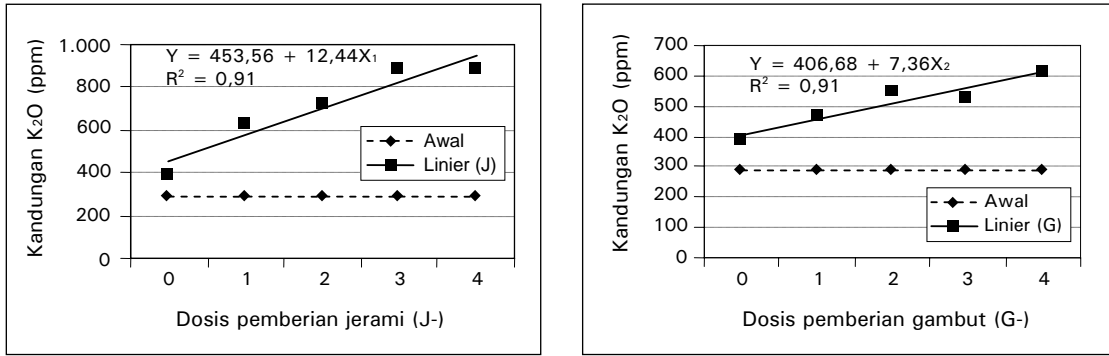 Kandungan K₂O (ppm)
1.000
800
600
400
200
0
Y = 453,56 + 12,44X₁
R² = 0,91
Awal
Linier (J)
0 1 2 3 4
Dosis pemberian jerami (J-)
Kandungan K₂O (ppm)
700
600
500
400
300
200
100
0
Y = 406,68 + 7,36X₂
R² = 0,91
Awal
Linier (G)
0 1 2 3 4
Dosis pemberian gambut (G-)